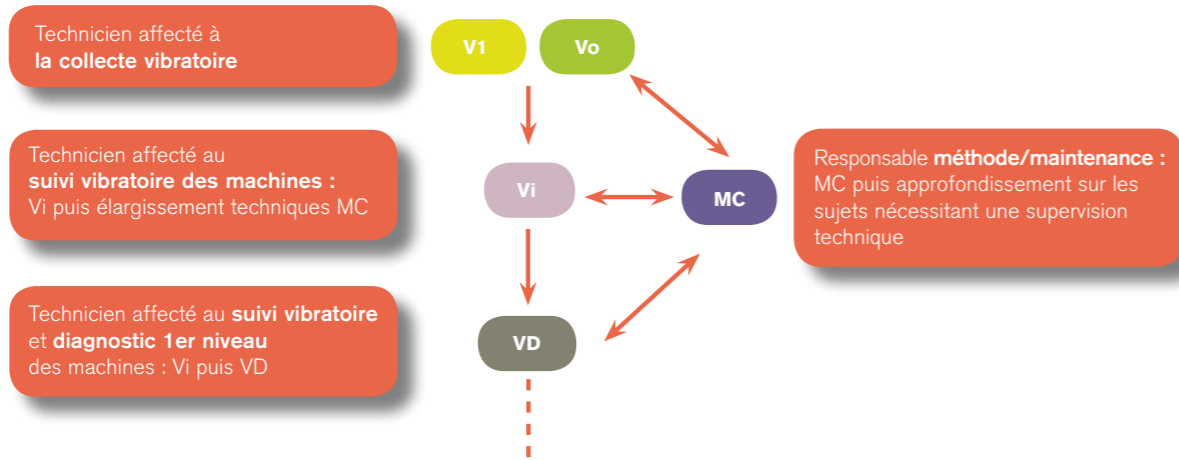 Technicien affecté à
la collecte vibratoire
V1
Vo
Technicien affecté au
suivi vibratoire des machines :
Vi puis élargissement techniques MC
Vi
MC
Responsable méthode/maintenance :
MC puis approfondissement sur les
sujets nécessitant une supervision
technique
Technicien affecté au suivi vibratoire
et diagnostic 1er niveau
des machines : Vi puis VD
VD